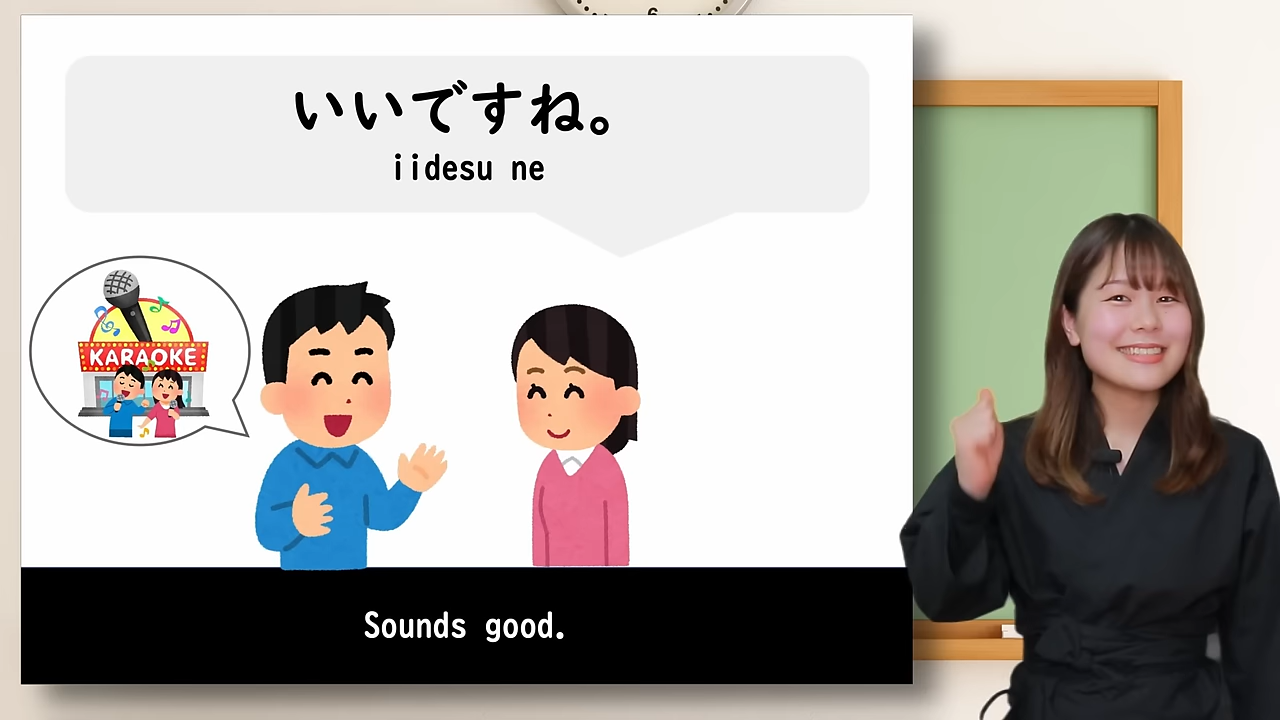 いいですね。
iidesu ne
KARAOKE
Sounds good.